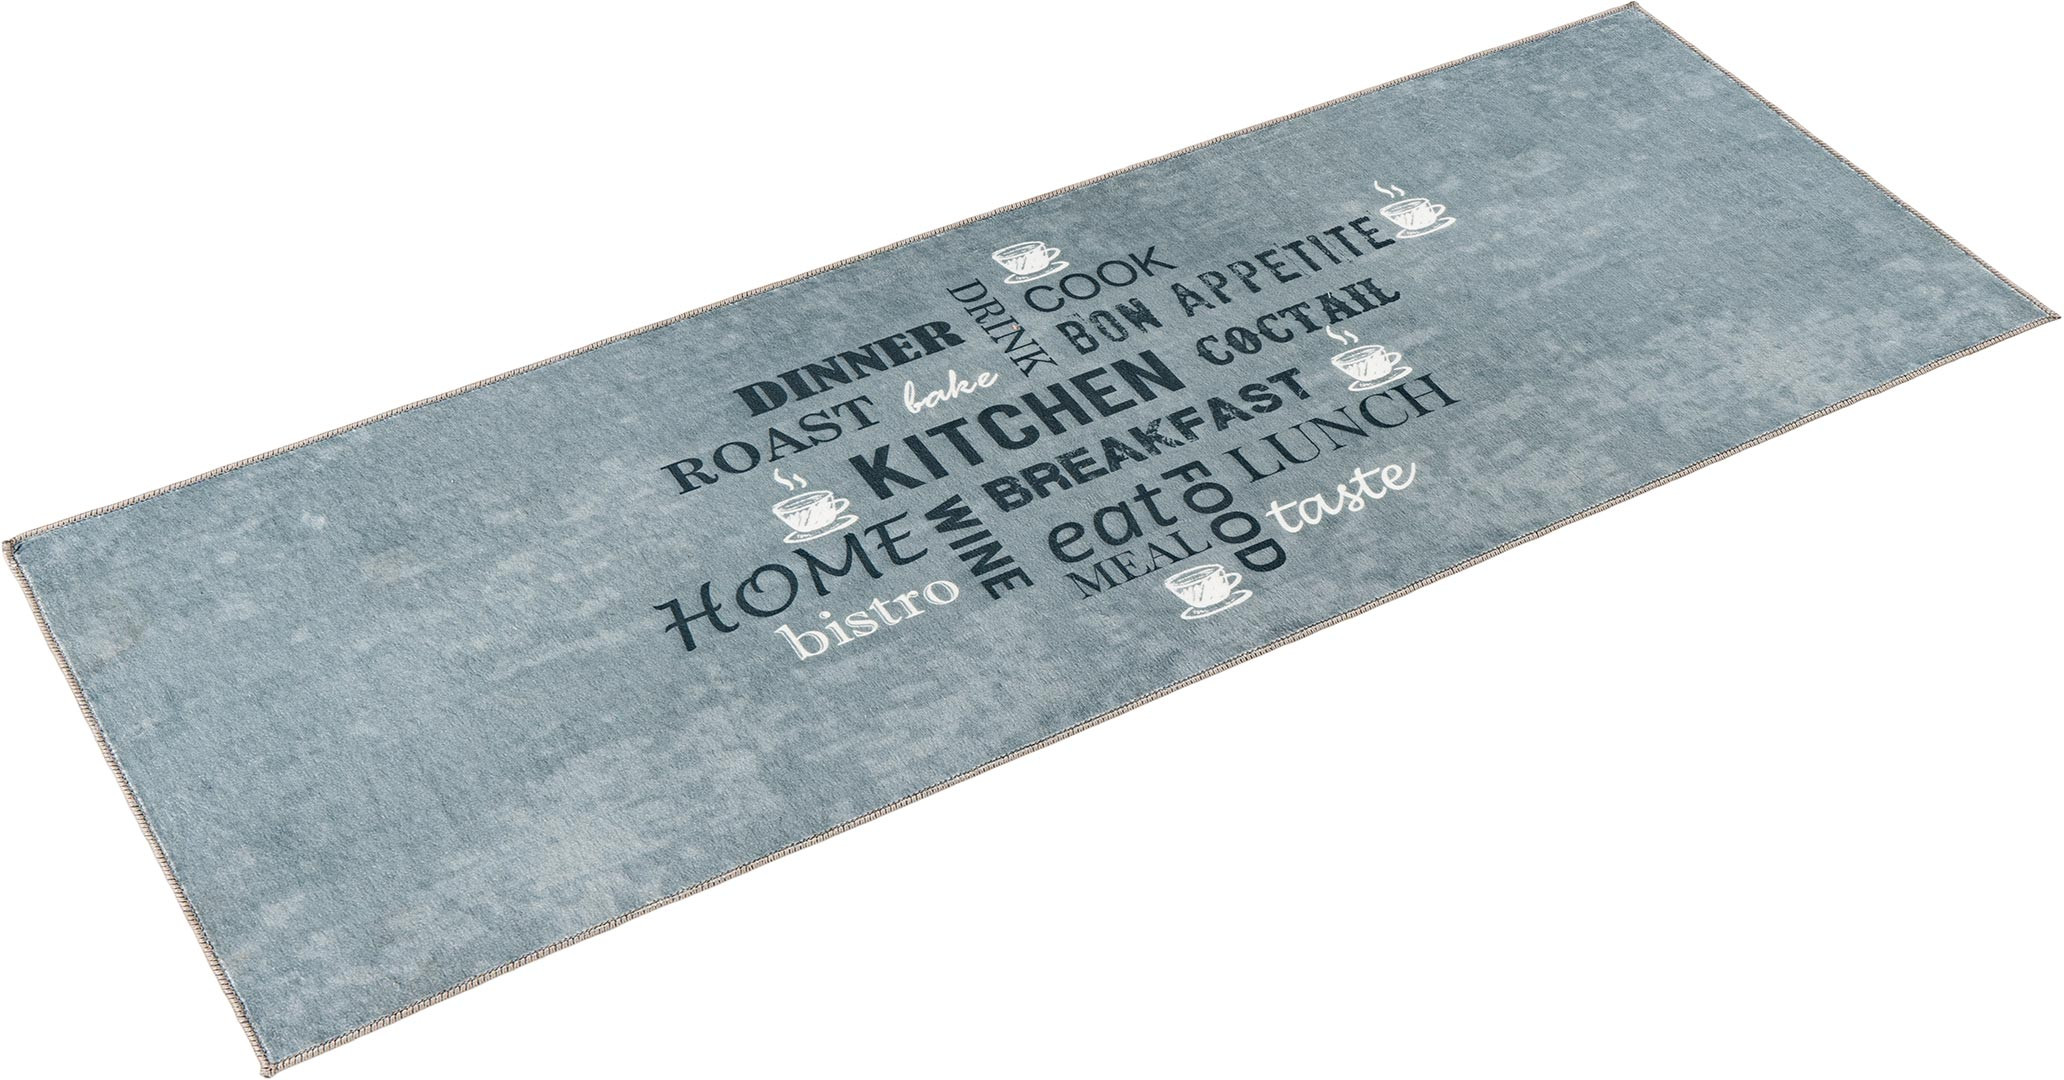 COOK
DRINK
BON APPETITE
DINNER
bake
COCTAIL
ROAST
KITCHEN
BREAKFAST
LUNCH
HOME
WINE
eat
FOOD
taste
MEAL
bistro